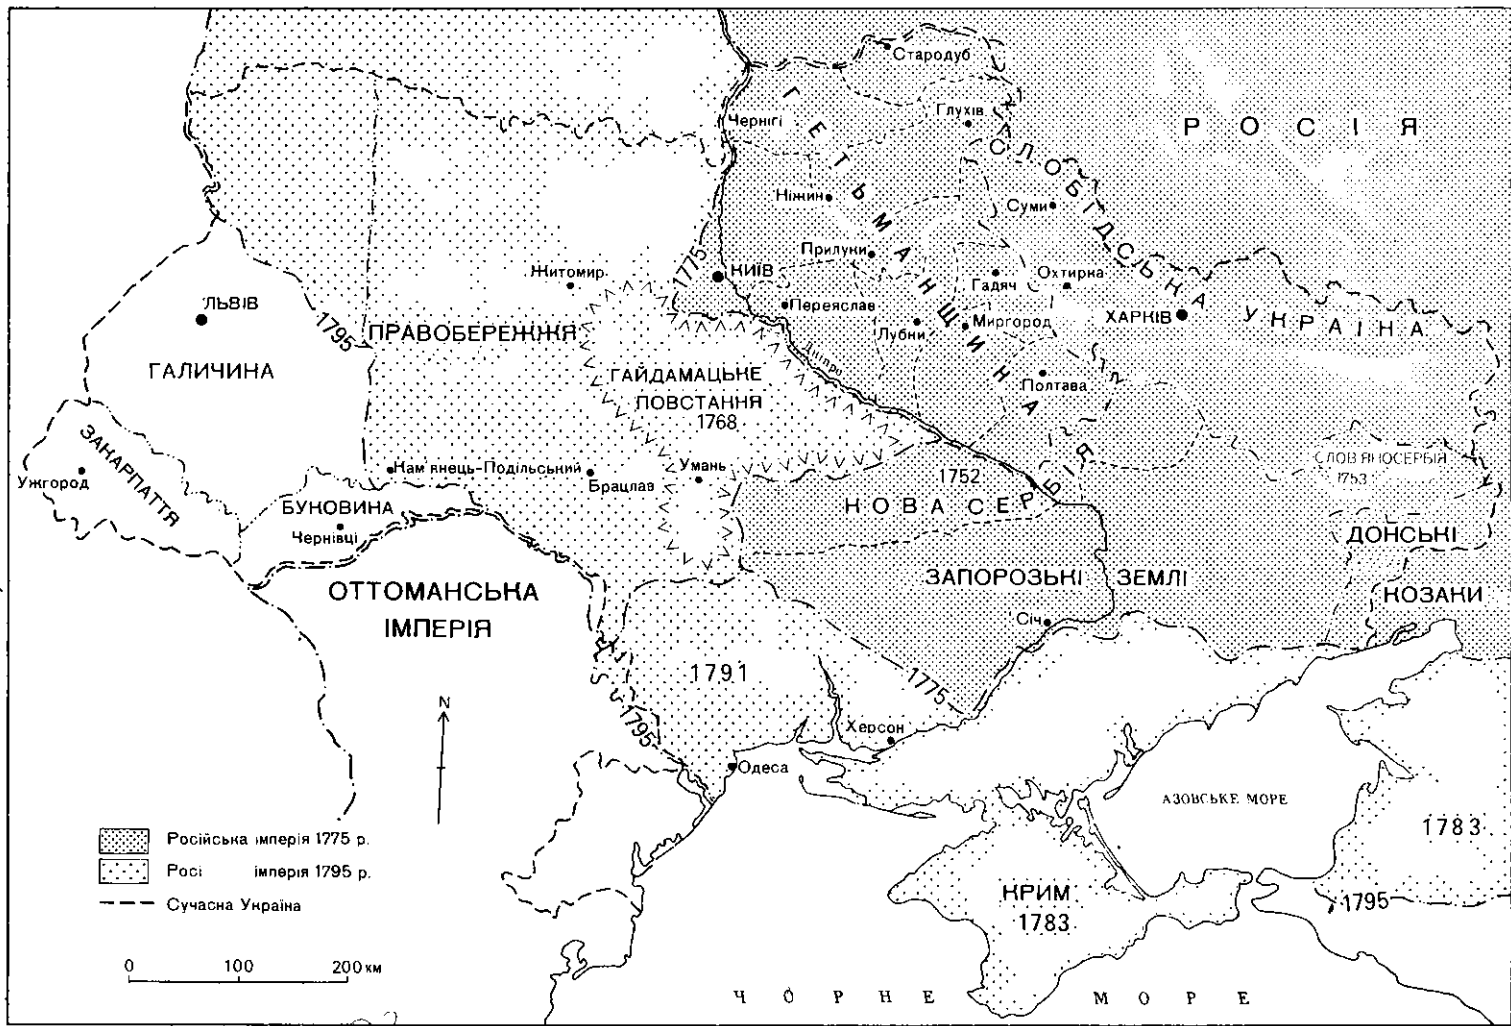 Стародуб
Чернігі
Глухів
РОСІЯ
ГЕТЬМАНЩИНА
СЛОБІДСЬКА УКРАЇНА
Ніжин
Суми
Прилуки
1775
КИЇВ
Житомир
Гадяч
Охтирка
Переяслав
ЛЬВІВ
1795
ПРАВОБЕРЕЖЖЯ
Лубни
Миргород
ХАРКІВ
Дніпро
ГАЛИЧИНА
ГАЙДАМАЦЬКЕ
ПОВСТАННЯ
1768
Полтава
ЗАКАРПАТТЯ
Ужгород
Кам янець-Подільський
Брацлав
Умань
1752
НОВА СЕРБІЯ
СЛОВ ЯНОСЕРБІЯ
1753
БУКОВИНА
Чернівці
ДОНСЬКІ
КОЗАКИ
ЗАПОРОЗЬКІ ЗЕМЛІ
Січ
ОТТОМАНСЬКА
ІМПЕРІЯ
1791
1775
1795
N
Херсон
Одеса
АЗОВСЬКЕ МОРЕ
1783
КРИМ
1783
1795
Російська імперія 1775 р.
Росі імперія 1795 р.
Сучасна Україна
0 100 200 км
ЧОРНЕ МОРЕ